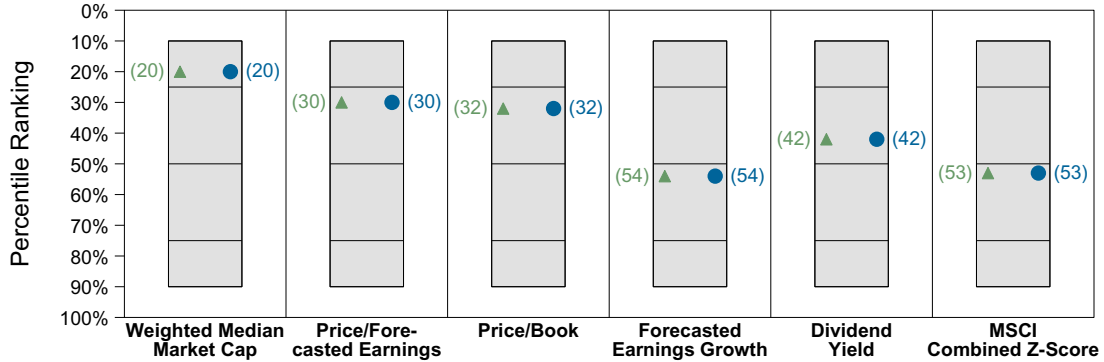 Percentile Ranking
0%
10%
20%
30%
40%
50%
60%
70%
80%
90%
100%
(20) (20)
(30) (30)
(32) (32)
(54) (54)
(42) (42)
(53) (53)
Weighted Median
Market Cap
Price/Fore-
casted Earnings
Price/Book
Forecasted
Earnings Growth
Dividend
Yield
MSCI
Combined Z-Score